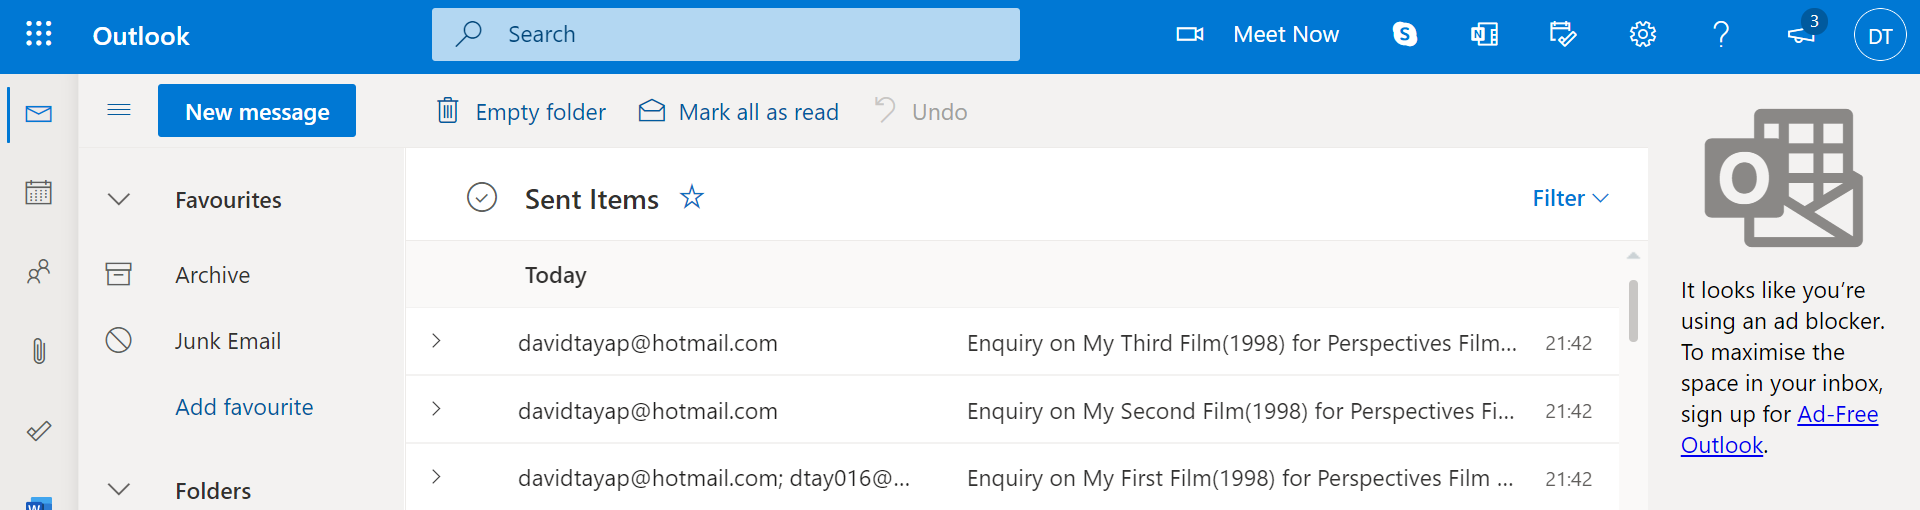 Outlook
Search
Meet Now
S
N
3
DT
New message
Empty folder
Mark all as read
Undo
Favourites
Archive
Junk Email
Add favourite
Folders
W
Sent Items
Filter
Today
davidtayap@hotmail.com Enquiry on My Third Film(1998) for Perspectives Film... 21:42
davidtayap@hotmail.com Enquiry on My Second Film(1998) for Perspectives Fi... 21:42
davidtayap@hotmail.com; dtay016@... Enquiry on My First Film(1998) for Perspectives Film ... 21:42
O
It looks like you’re
using an ad blocker.
To maximise the
space in your inbox,
sign up for Ad-Free
Outlook.